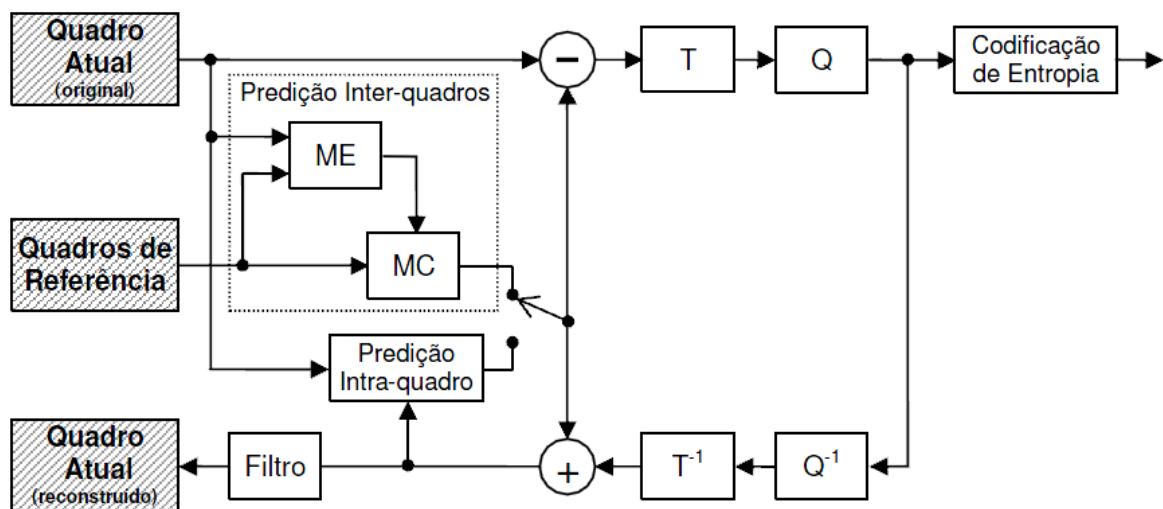 Quadro
Atual
(original)
−
T
Q
Codificação
de Entropia
Predição Inter-quadros
ME
Quadros de
Referência
MC
Predição
Intra-quadro
Quadro
Atual
(reconstruído)
Filtro
+
T⁻¹
Q⁻¹